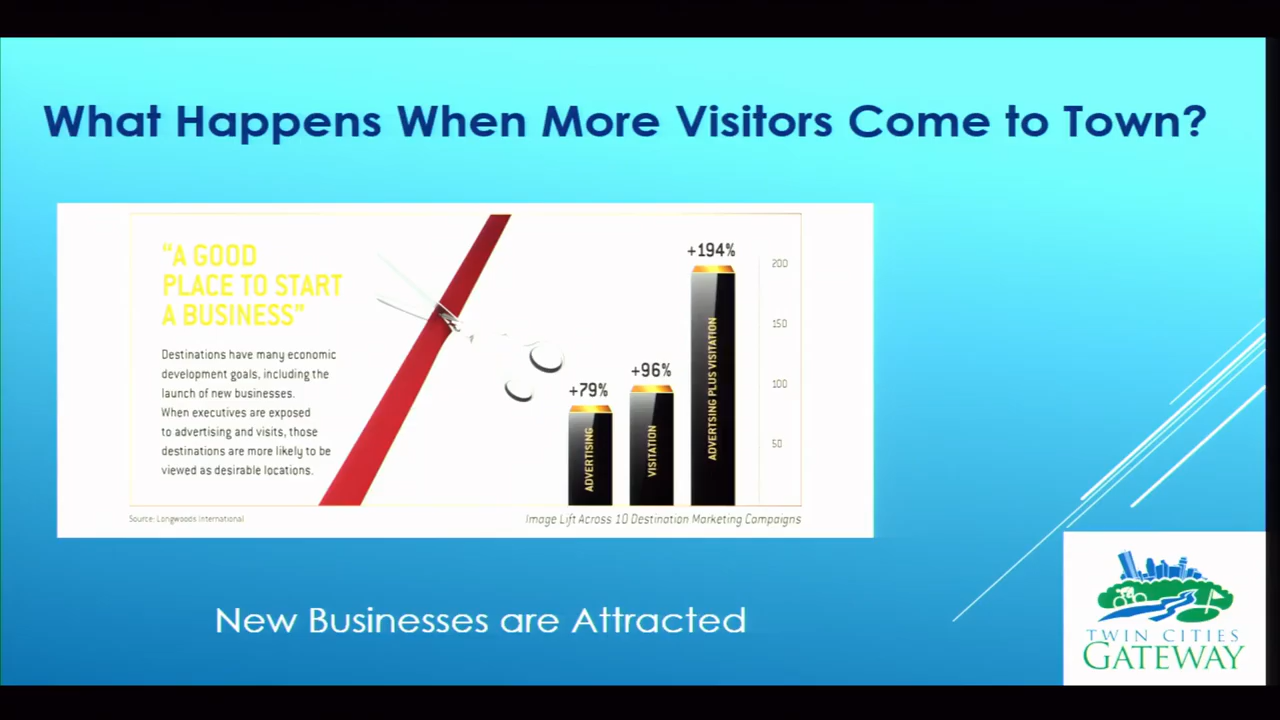 What Happens When More Visitors Come to Town?
"A GOOD
PLACE TO START
A BUSINESS"
Destinations have many economic
development goals, including the
launch of new businesses.
When executives are exposed
to advertising and visits, those
destinations are more likely to be
viewed as desirable locations.
+79%
ADVERTISING
+96%
VISITATION
+194%
ADVERTSING PLUS VISITATION
200
150
100
50
Source: Longwoods International
Image Lift Across 10 Destination Marketing Campaigns
New Businesses are Attracted
TWIN CITIES
GATEWAY